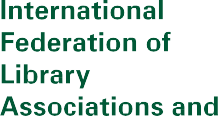 International
Federation of
Library
Associations and